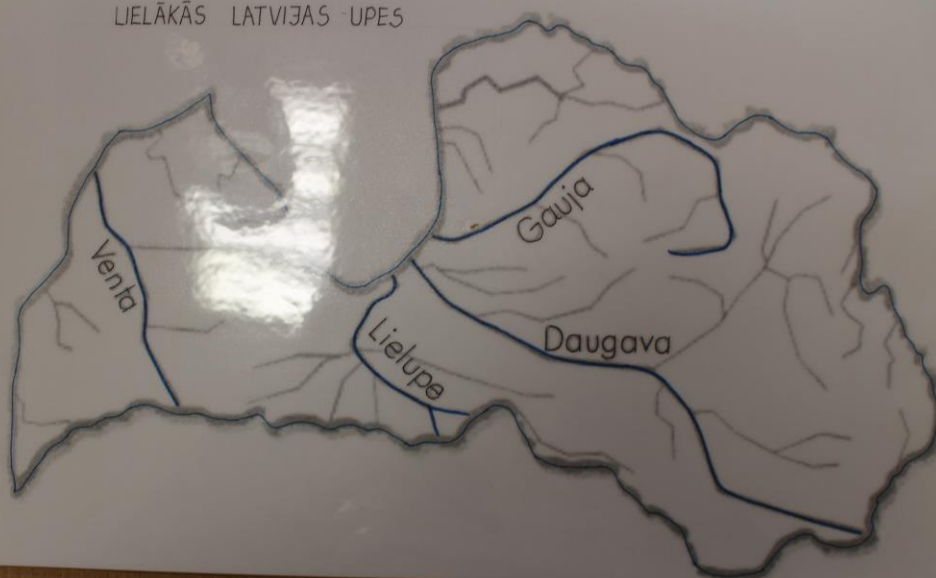 LIELĀKĀS LATVIJAS UPES
Gauja
Venta
Daugava
Lielupe